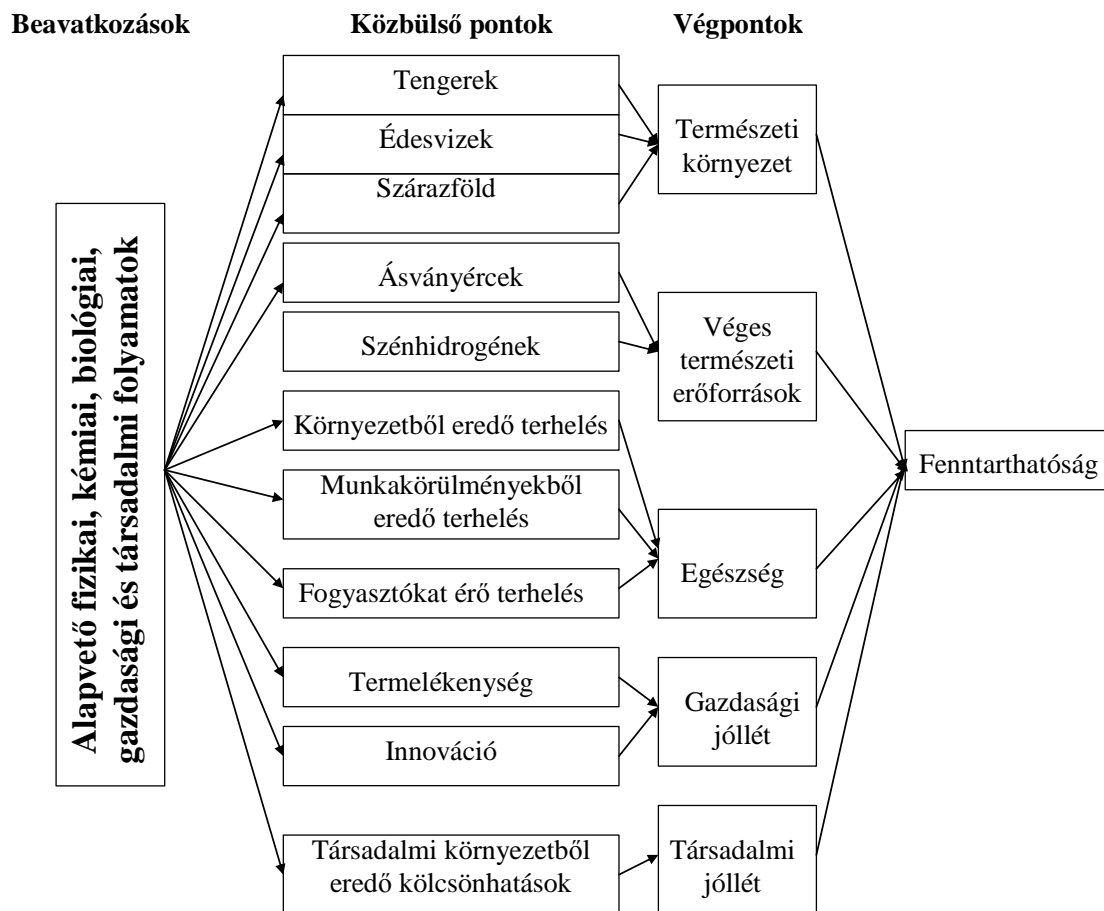 Beavatkozások
Közbülső pontok
Végpontok
Alapvető fizikai, kémiai, biológiai,
gazdasági és társadalmi folyamatok
Tengerek
Édesvizek
Szárazföld
Ásványércek
Szénhidrogének
Környezetből eredő terhelés
Munkakörülményekből
eredő terhelés
Fogyasztókat érő terhelés
Termelékenység
Innováció
Társadalmi környezetből
eredő kölcsönhatások
Természeti
környezet
Véges
természeti
erőforrások
Egészség
Gazdasági
jóllét
Társadalmi
jóllét
Fenntarthatóság